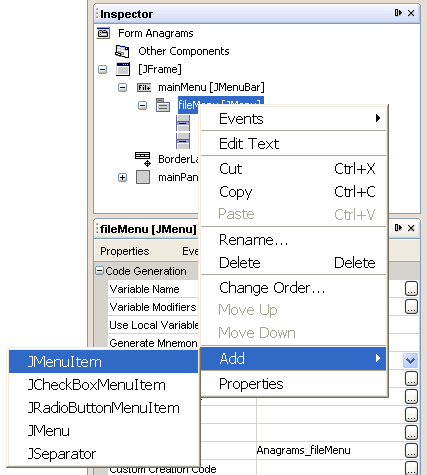 Inspector
Form Anagrams
Other Components
[JFrame]
mainMenu [JMenuBar]
fileMenu [JMenu]
BorderLa
mainPan
Events
Edit Text
Cut Ctrl+X
Copy Ctrl+C
Paste Ctrl+V
Rename...
Delete Delete
Change Order...
Move Up
Move Down
Add
Properties
fileMenu [JMenu]
Properties Eve
Code Generation
Variable Name
Variable Modifiers
Use Local Variable
Generate Mnemon
JMenuItem
JCheckBoxMenuItem
JRadioButtonMenuItem
JMenu
JSeparator
Anagrams_fileMenu
Custom Creation Code